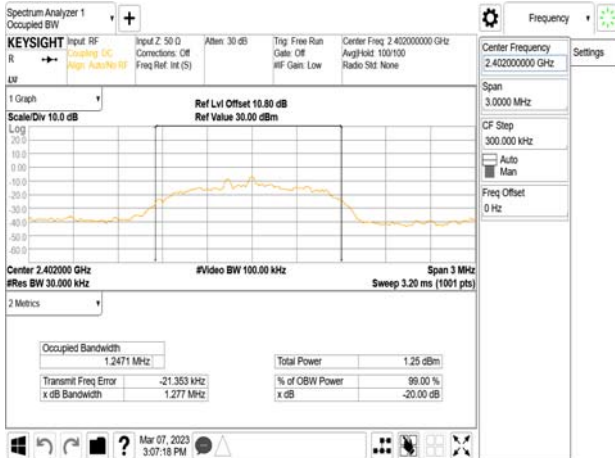 Spectrum Analyzer 1
Occupied BW
+
Frequency
KEYSIGHT Input: RF
R
Coupling: DC
Align: Auto/No RF
LXI
Input Z: 50 Ω
Corrections: Off
Freq Ref: Int (S)
Atten: 30 dB
Trig: Free Run
Gate: Off
#IF Gain: Low
Center Freq: 2.402000000 GHz
Avg|Hold: 100/100
Radio Std: None
Center Frequency
2.402000000 GHz
Settings
Span
3.0000 MHz
CF Step
300.000 kHz
Auto
Man
Freq Offset
0 Hz
1 Graph
Scale/Div 10.0 dB
Ref Lvl Offset 10.80 dB
Ref Value 30.00 dBm
Log
20.0
10.0
0.00
-10.0
-20.0
-30.0
-40.0
-50.0
-60.0
Center 2.402000 GHz
#Res BW 30.000 kHz
#Video BW 100.00 kHz
Span 3 MHz
Sweep 3.20 ms (1001 pts)
2 Metrics
Occupied Bandwidth
1.2471 MHz
Transmit Freq Error -21.353 kHz
x dB Bandwidth 1.277 MHz
Total Power 1.25 dBm
% of OBW Power 99.00 %
x dB -20.00 dB
?
Mar 07, 2023
3:07:18 PM